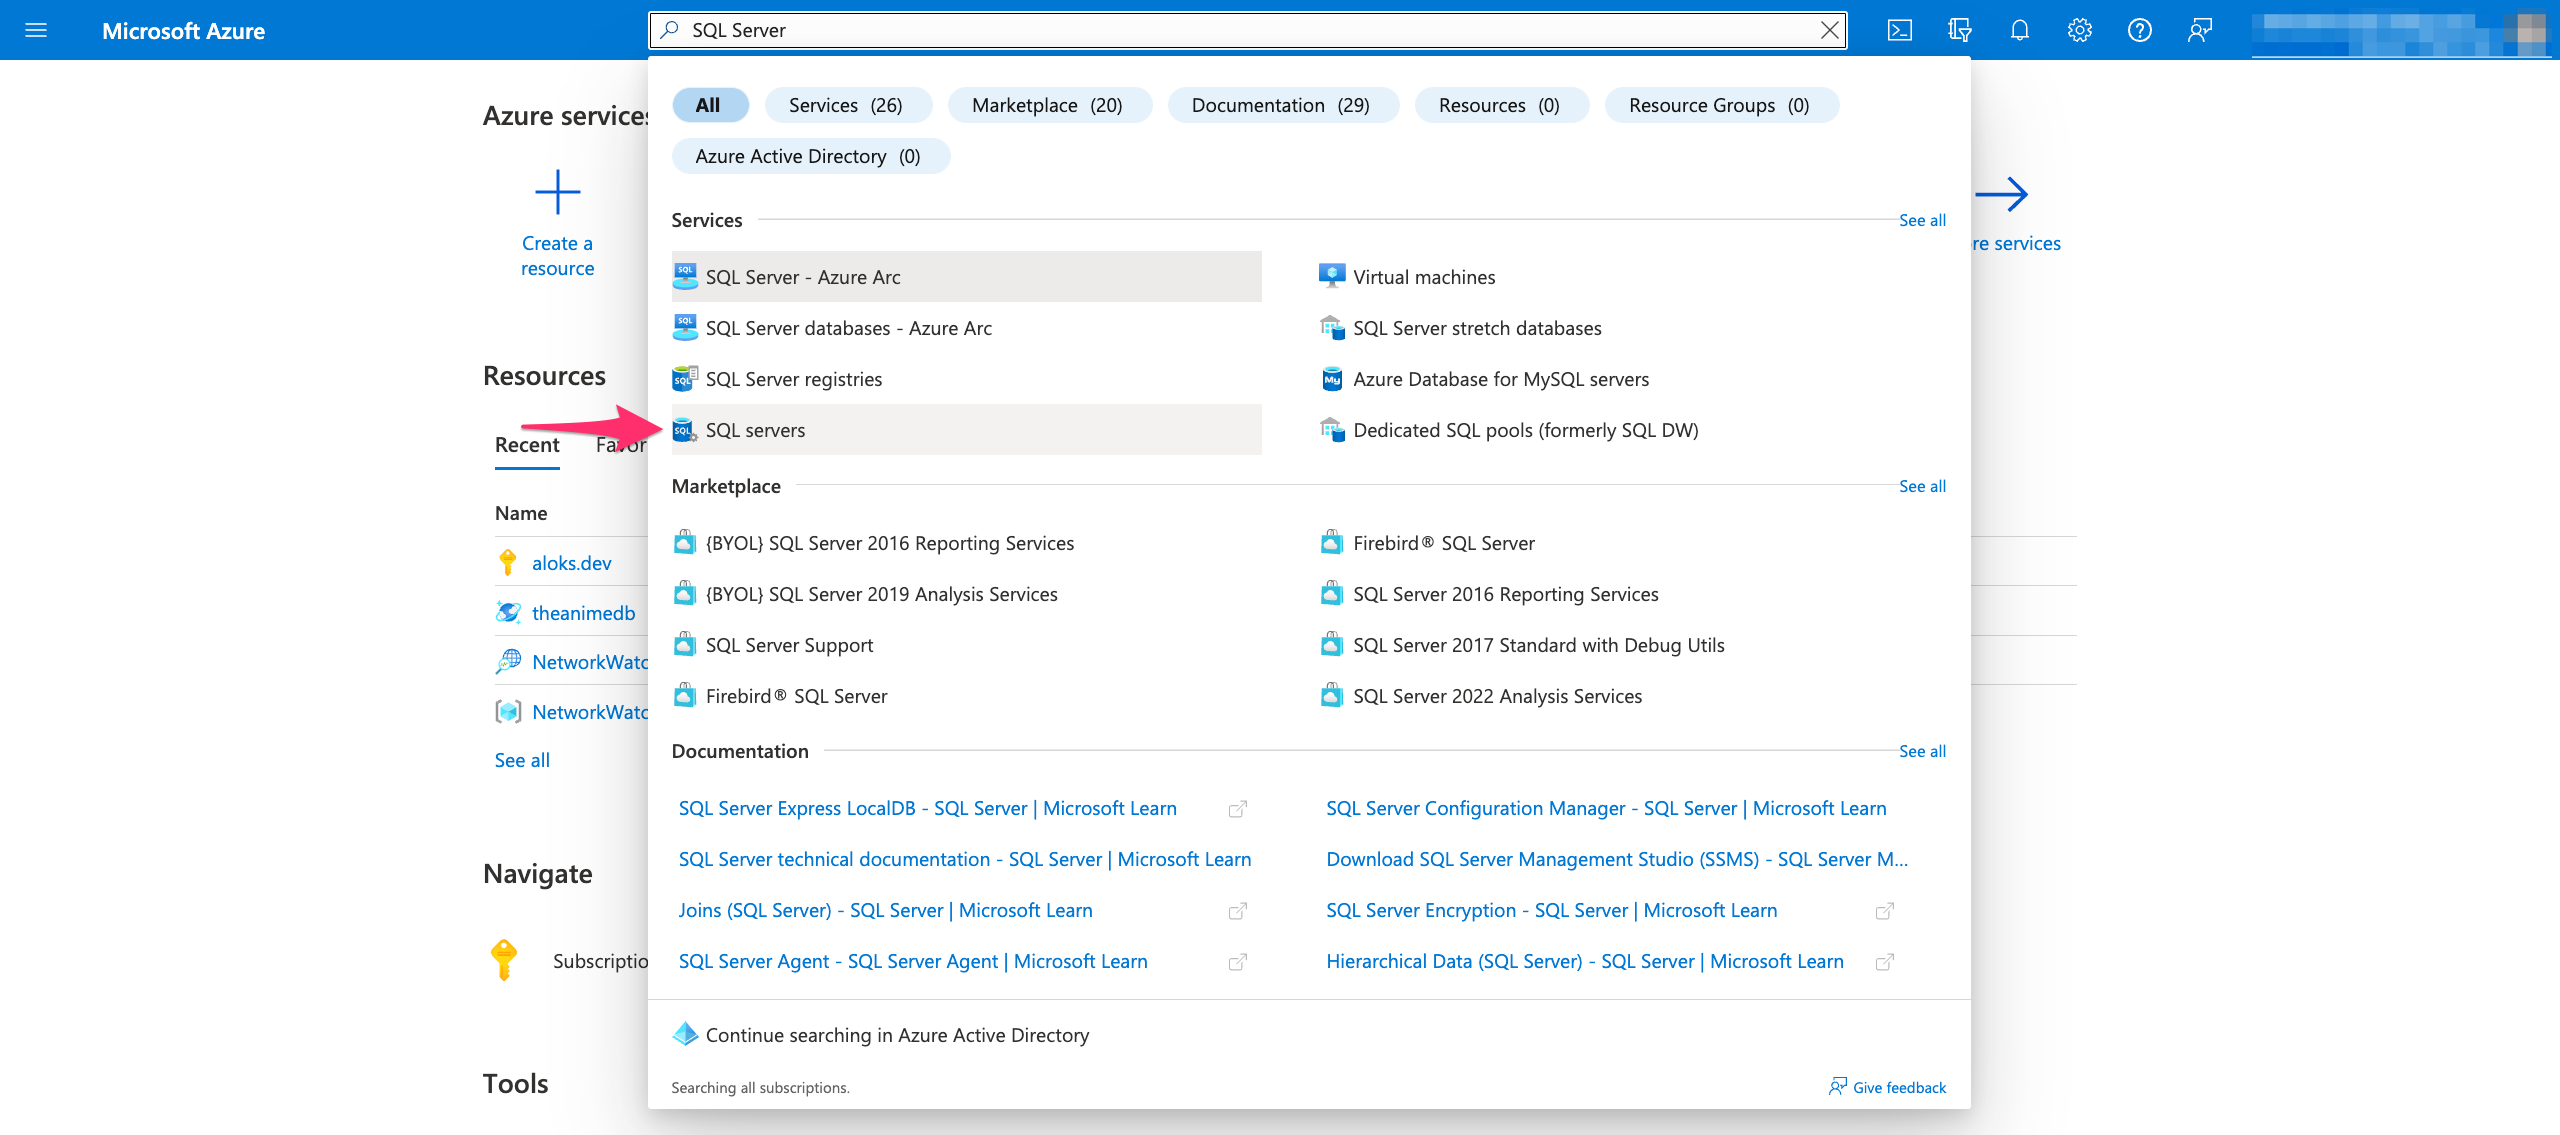 Microsoft Azure
SQL Server
All
Services (26)
Marketplace (20)
Documentation (29)
Resources (0)
Resource Groups (0)
Azure Active Directory (0)
Azure services
Create a
resource
re services
Services
See all
SQL Server - Azure Arc
Virtual machines
SQL Server databases - Azure Arc
SQL Server stretch databases
SQL Server registries
Azure Database for MySQL servers
SQL servers
Dedicated SQL pools (formerly SQL DW)
Resources
Recent
Favor
Name
aloks.dev
theanimedb
NetworkWatc
NetworkWatc
See all
Marketplace
See all
{BYOL} SQL Server 2016 Reporting Services
Firebird® SQL Server
{BYOL} SQL Server 2019 Analysis Services
SQL Server 2016 Reporting Services
SQL Server Support
SQL Server 2017 Standard with Debug Utils
Firebird® SQL Server
SQL Server 2022 Analysis Services
Documentation
See all
SQL Server Express LocalDB - SQL Server | Microsoft Learn
SQL Server Configuration Manager - SQL Server | Microsoft Learn
SQL Server technical documentation - SQL Server | Microsoft Learn
Download SQL Server Management Studio (SSMS) - SQL Server M...
Joins (SQL Server) - SQL Server | Microsoft Learn
SQL Server Encryption - SQL Server | Microsoft Learn
SQL Server Agent - SQL Server Agent | Microsoft Learn
Hierarchical Data (SQL Server) - SQL Server | Microsoft Learn
Navigate
Subscriptio
Tools
Continue searching in Azure Active Directory
Searching all subscriptions.
Give feedback